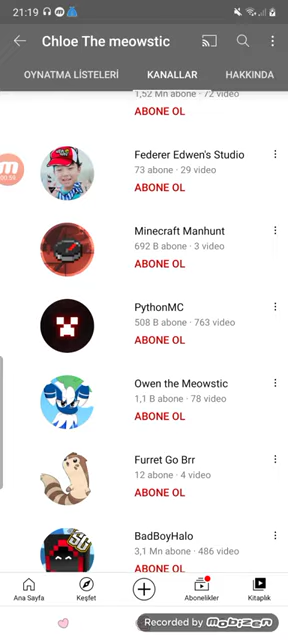 21:19
Chloe The meowstic
OYNATMA LİSTELERİ KANALLAR HAKKINDA
1,52 Mn abone · 72 video
ABONE OL
Federer Edwen's Studio
73 abone · 29 video
ABONE OL
00:59
Minecraft Manhunt
692 B abone · 3 video
ABONE OL
PythonMC
508 B abone · 763 video
ABONE OL
Owen the Meowstic
1,1 B abone · 78 video
ABONE OL
Furret Go Brr
12 abone · 4 video
ABONE OL
BadBoyHalo
3,1 Mn abone · 486 video
Ana Sayfa Keşfet Abonelikler Kitaplık
Recorded by mobizen